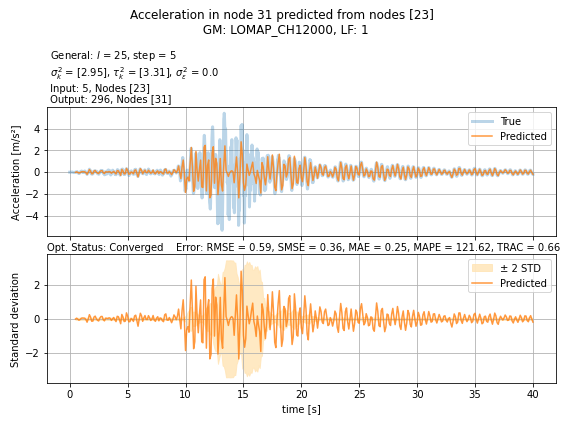 Acceleration in node 31 predicted from nodes [23]
GM: LOMAP_CH12000, LF: 1
General: l = 25, step = 5
σ²ₖ = [2.95], τ²ₖ = [3.31], σ²ₑ = 0.0
Input: 5, Nodes [23]
Output: 296, Nodes [31]
Acceleration [m/s²]
4
2
0
−2
−4
True
Predicted
Opt. Status: Converged Error: RMSE = 0.59, SMSE = 0.36, MAE = 0.25, MAPE = 121.62, TRAC = 0.66
Standard deviation
2
0
−2
± 2 STD
Predicted
0 5 10 15 20 25 30 35 40
time [s]